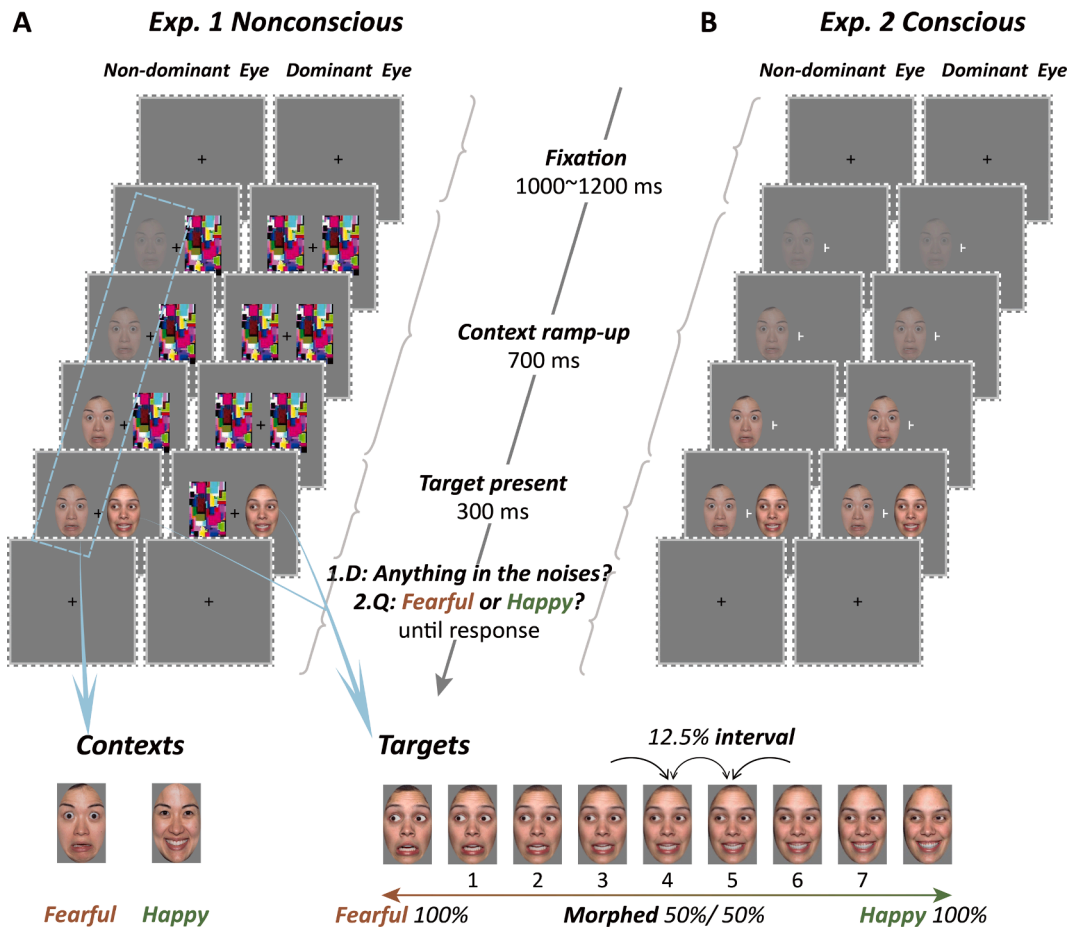 A
Exp. 1 Nonconscious
Non-dominant Eye Dominant Eye
B
Exp. 2 Conscious
Non-dominant Eye Dominant Eye
Fixation
1000~1200 ms
Context ramp-up
700 ms
Target present
300 ms
1.D: Anything in the noises?
2.Q: Fearful or Happy?
until response
Contexts
Fearful Happy
Targets
12.5% interval
1 2 3 4 5 6 7
Fearful 100% Morphed 50%/ 50% Happy 100%